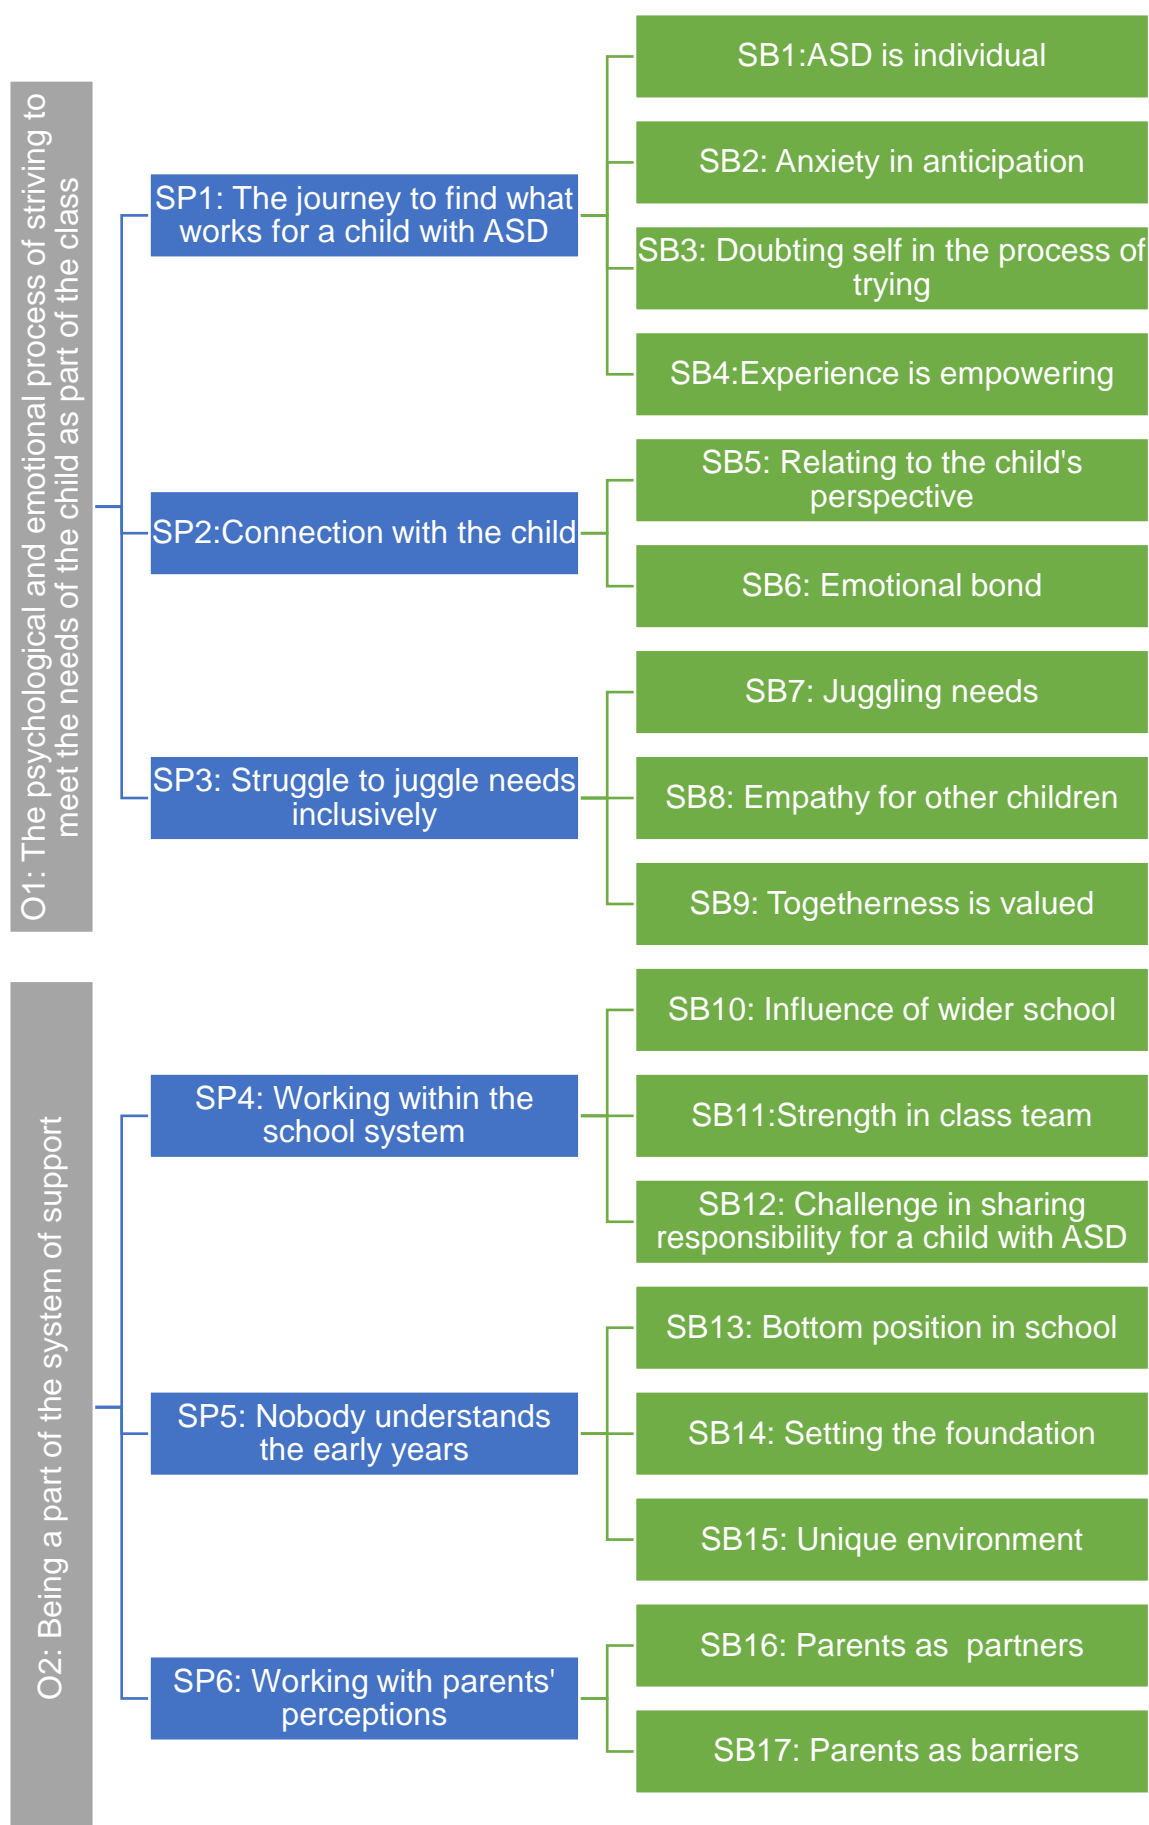 O1: The psychological and emotional process of striving to
meet the needs of the child as part of the class
SP1: The journey to find what
works for a child with ASD
SB1:ASD is individual
SB2: Anxiety in anticipation
SB3: Doubting self in the process of
trying
SB4:Experience is empowering
SP2:Connection with the child
SB5: Relating to the child's
perspective
SB6: Emotional bond
SP3: Struggle to juggle needs
inclusively
SB7: Juggling needs
SB8: Empathy for other children
SB9: Togetherness is valued
O2: Being a part of the system of support
SP4: Working within the
school system
SB10: Influence of wider school
SB11:Strength in class team
SB12: Challenge in sharing
responsibility for a child with ASD
SP5: Nobody understands
the early years
SB13: Bottom position in school
SB14: Setting the foundation
SB15: Unique environment
SP6: Working with parents'
perceptions
SB16: Parents as  partners
SB17: Parents as barriers